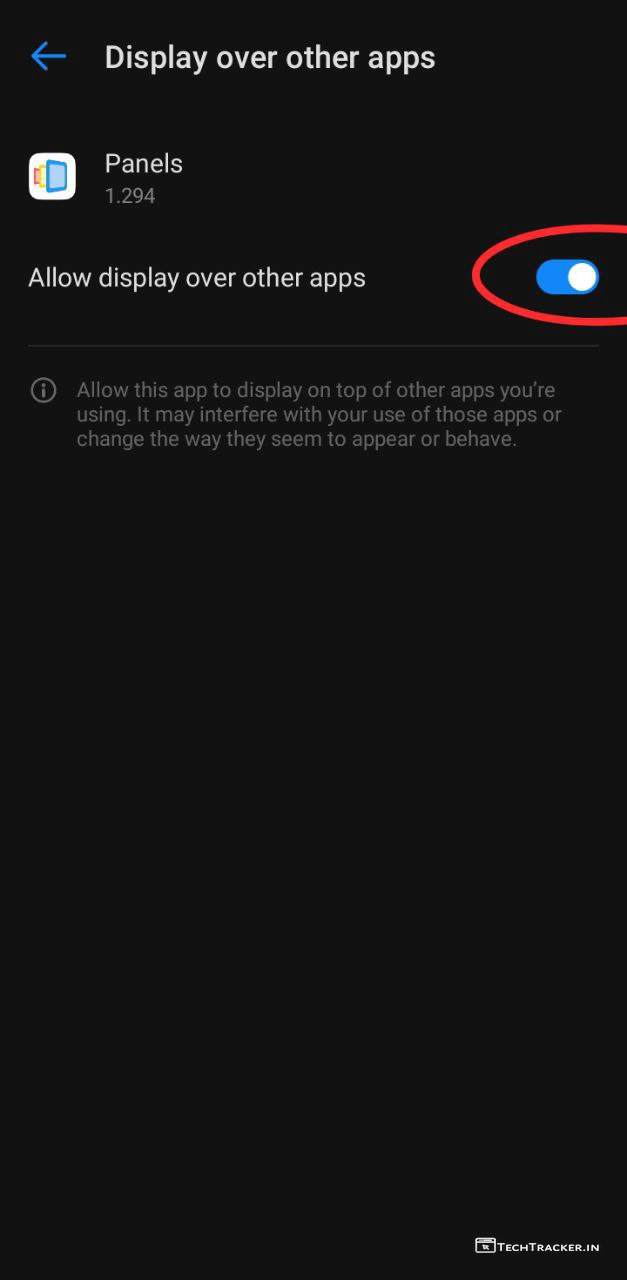 Display over other apps
Panels
1.294
Allow display over other apps
Allow this app to display on top of other apps you’re
using. It may interfere with your use of those apps or
change the way they seem to appear or behave.
TECHTRACKER.IN